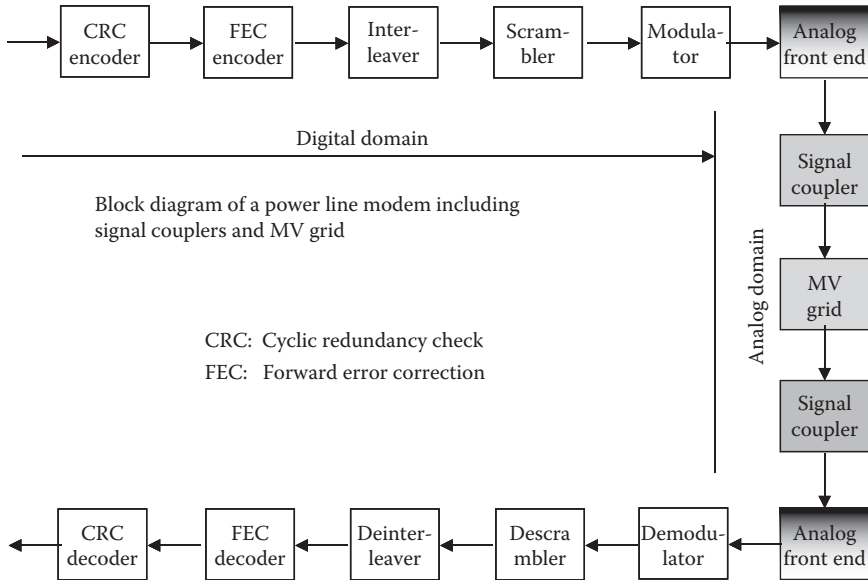 CRC
encoder
FEC
encoder
Inter-
leaver
Scram-
bler
Modula-
tor
Analog
front end
Digital domain
Signal
coupler
Block diagram of a power line modem including
signal couplers and MV grid
Analog domain
MV
grid
CRC: Cyclic redundancy check
FEC: Forward error correction
Signal
coupler
CRC
decoder
FEC
decoder
Deinter-
leaver
Descra-
mbler
Demodu-
lator
Analog
front end